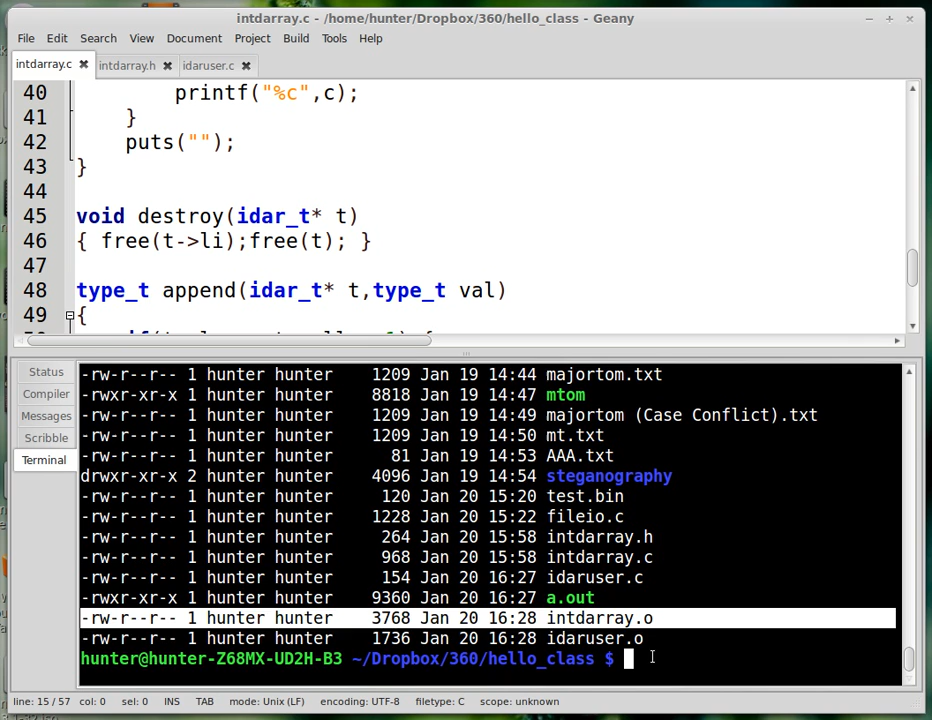 intdarray.c - /home/hunter/Dropbox/360/hello_class - Geany
File Edit Search View Document Project Build Tools Help
intdarray.c intdarray.h idaruser.c
40 printf("%c",c);
41 }
42 puts("");
43 }
44
45 void destroy(idar_t* t)
46 { free(t->li);free(t); }
47
48 type_t append(idar_t* t,type_t val)
49 {
Status
Compiler
Messages
Scribble
Terminal
-rw-r--r-- 1 hunter hunter 1209 Jan 19 14:44 majortom.txt
-rwxr-xr-x 1 hunter hunter 8818 Jan 19 14:47 mtom
-rw-r--r-- 1 hunter hunter 1209 Jan 19 14:49 majortom (Case Conflict).txt
-rw-r--r-- 1 hunter hunter 1209 Jan 19 14:50 mt.txt
-rw-r--r-- 1 hunter hunter 81 Jan 19 14:53 AAA.txt
drwxr-xr-x 2 hunter hunter 4096 Jan 19 14:54 steganography
-rw-r--r-- 1 hunter hunter 120 Jan 20 15:20 test.bin
-rw-r--r-- 1 hunter hunter 1228 Jan 20 15:22 fileio.c
-rw-r--r-- 1 hunter hunter 264 Jan 20 15:58 intdarray.h
-rw-r--r-- 1 hunter hunter 968 Jan 20 15:58 intdarray.c
-rw-r--r-- 1 hunter hunter 154 Jan 20 16:27 idaruser.c
-rwxr-xr-x 1 hunter hunter 9360 Jan 20 16:27 a.out
-rw-r--r-- 1 hunter hunter 3768 Jan 20 16:28 intdarray.o
-rw-r--r-- 1 hunter hunter 1736 Jan 20 16:28 idaruser.o
hunter@hunter-Z68MX-UD2H-B3 ~/Dropbox/360/hello_class $
line: 15 / 57 col: 0 sel: 0 INS TAB mode: Unix (LF) encoding: UTF-8 filetype: C scope: unknown